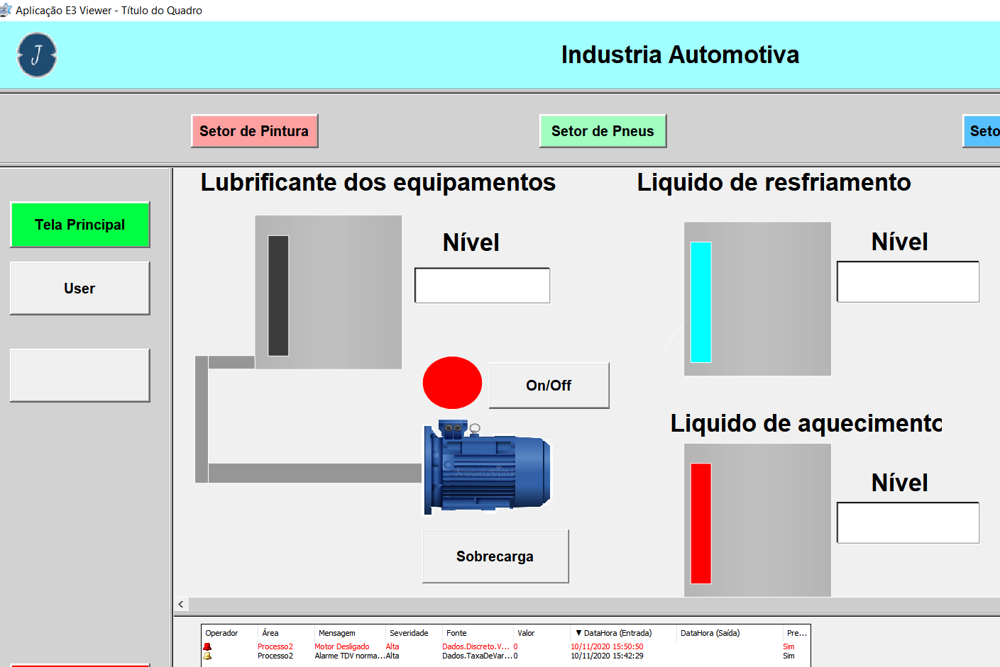 Aplicação E3 Viewer - Título do Quadro
J
Industria Automotiva
Setor de Pintura
Setor de Pneus
Seto
Tela Principal
User
Lubrificante dos equipamentos
Liquido de resfriamento
Nível
Nível
On/Off
Liquido de aquecimento
Nível
Sobrecarga
Operador Área Mensagem Severidade Fonte Valor ▼ DataHora (Entrada) DataHora (Saída) Pre...
Processo2 Motor Desligado Alta Dados.Discreto.V... 0 10/11/2020 15:50:50 Sim
Processo2 Alarme TDV norma... Alta Dados.TaxaDeVar... 0 10/11/2020 15:42:29 Sim